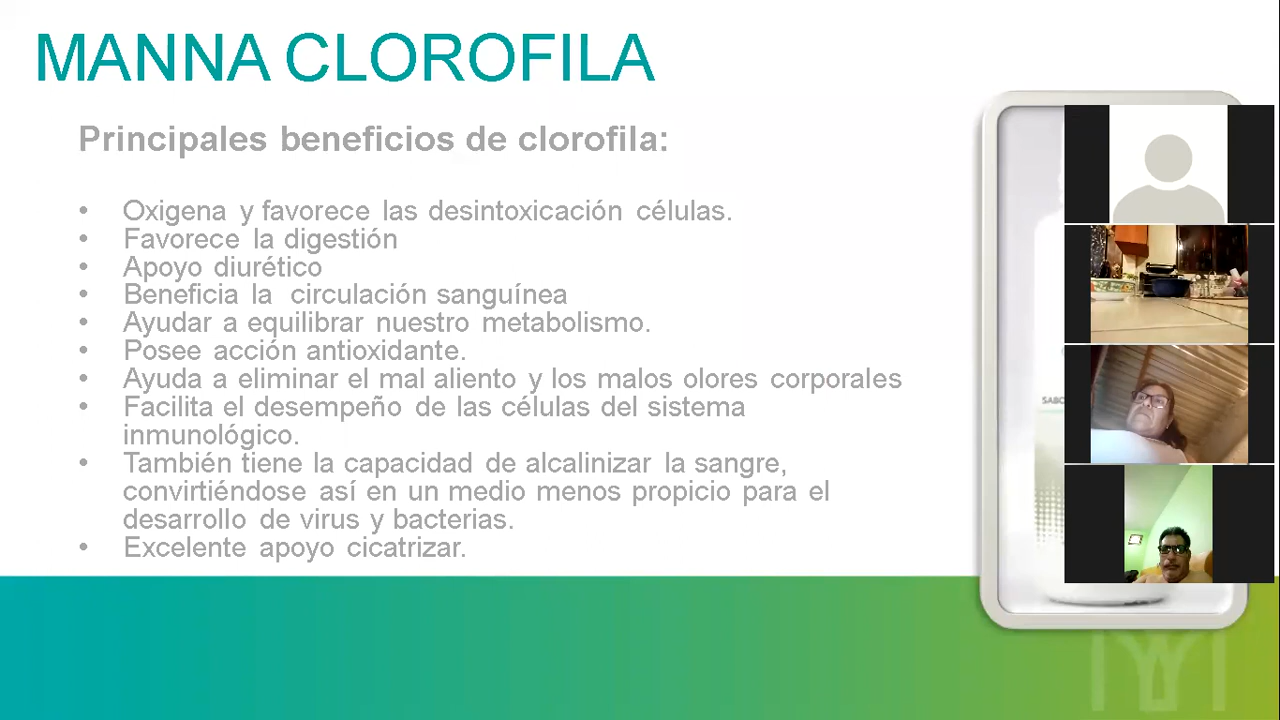 MANNA CLOROFILA
Principales beneficios de clorofila:
• Oxigena y favorece las desintoxicación células.
• Favorece la digestión
• Apoyo diurético
• Beneficia la circulación sanguínea
• Ayudar a equilibrar nuestro metabolismo.
• Posee acción antioxidante.
• Ayuda a eliminar el mal aliento y los malos olores corporales
• Facilita el desempeño de las células del sistema
inmunológico.
• También tiene la capacidad de alcalinizar la sangre,
convirtiéndose así en un medio menos propicio para el
desarrollo de virus y bacterias.
• Excelente apoyo cicatrizar.